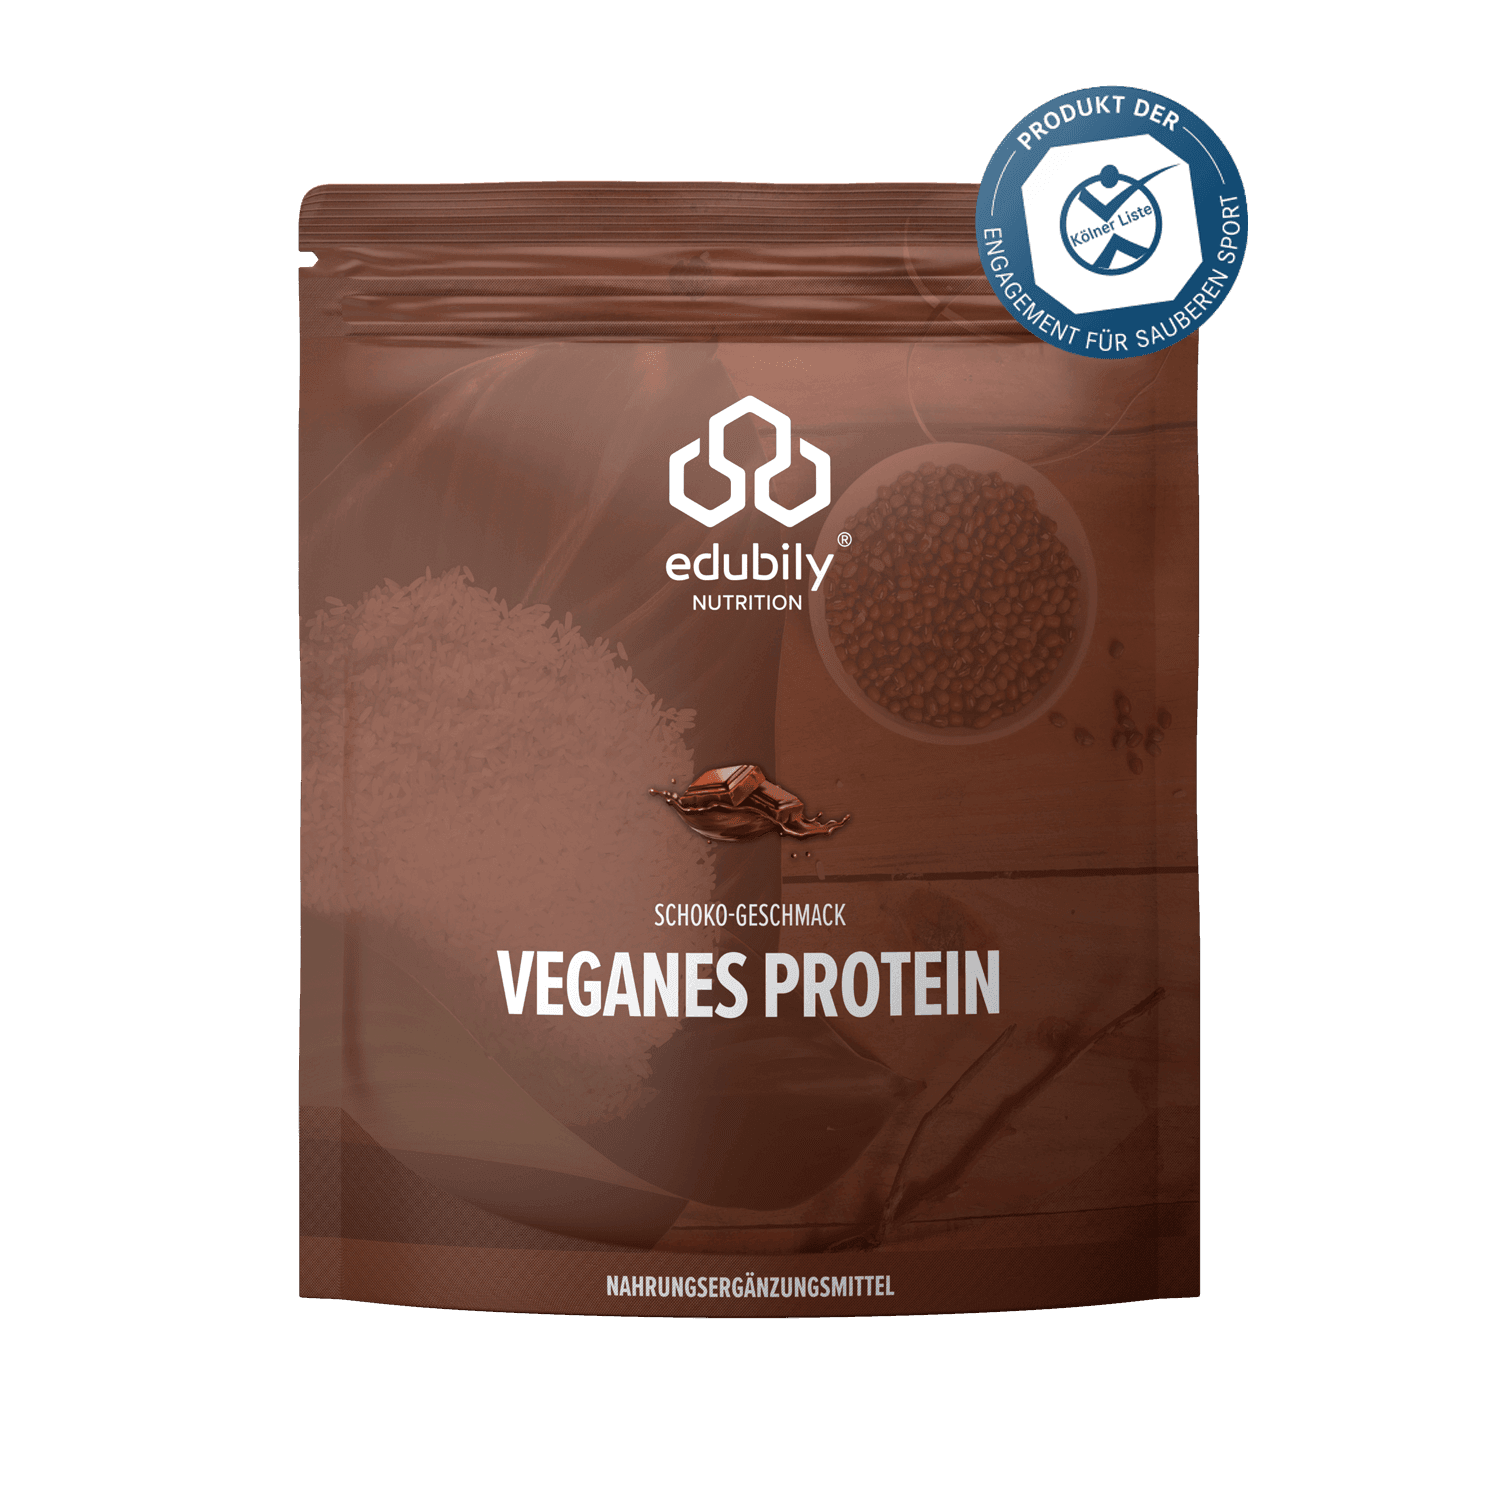 PRODUKT DER
Kölner Liste
ENGAGEMENT FÜR SAUBEREN SPORT
edubily®
NUTRITION
SCHOKO-GESCHMACK
VEGANES PROTEIN
NAHRUNGSERGÄNZUNGSMITTEL